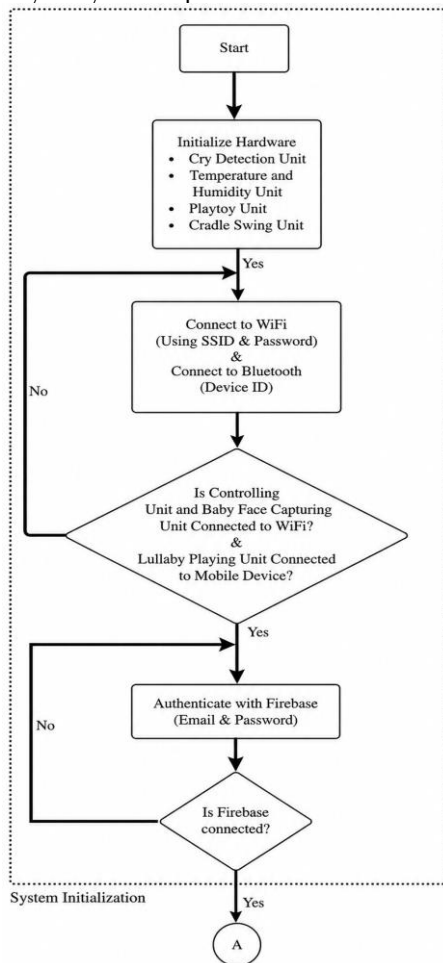 Start
Initialize Hardware
• Cry Detection Unit
• Temperature and
Humidity Unit
• Playtoy Unit
• Cradle Swing Unit
Yes
Connect to WiFi
(Using SSID & Password)
&
Connect to Bluetooth
(Device ID)
No
Is Controlling
Unit and Baby Face Capturing
Unit Connected to WiFi?
&
Lullaby Playing Unit Connected
to Mobile Device?
Yes
Authenticate with Firebase
(Email & Password)
No
Is Firebase
connected?
System Initialization
Yes
A